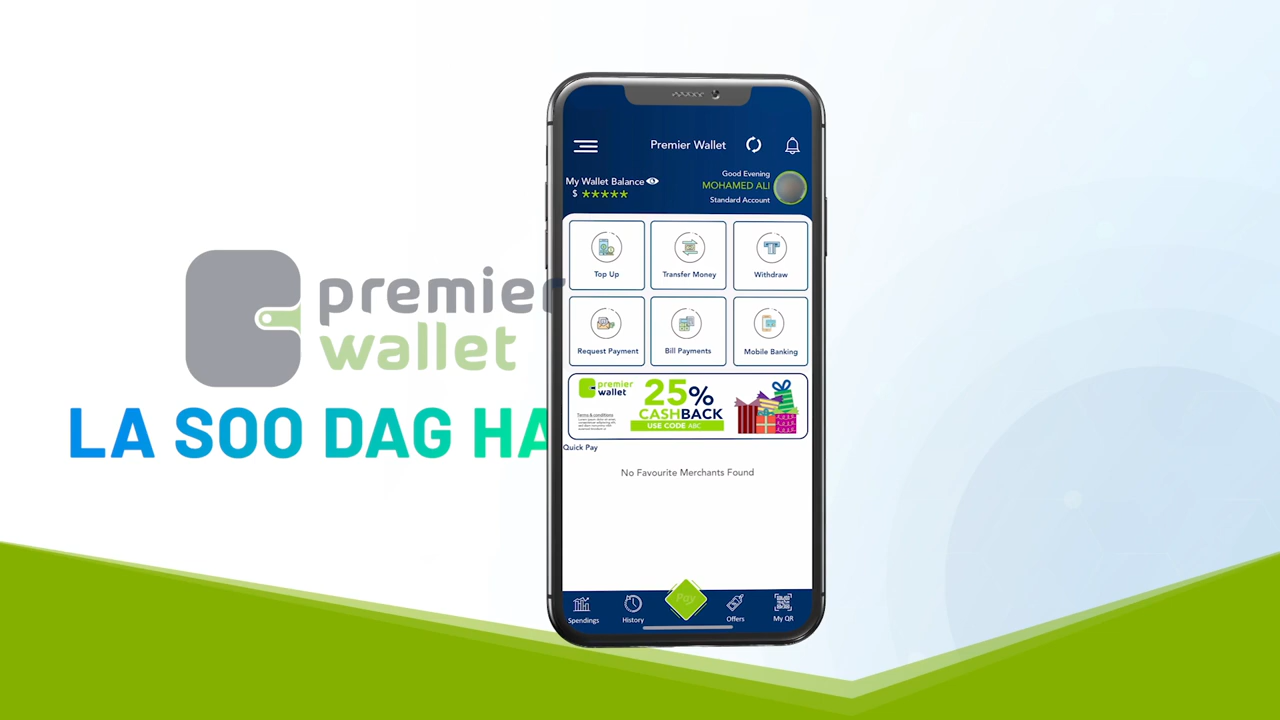 premier
wallet
LA SOO DAG HA
Premier Wallet
Good Evening
My Wallet Balance
MOHAMED ALI
$ *****
Standard Account
Top Up
Transfer Money
Withdraw
Request Payment
Bill Payments
Mobile Banking
premier
wallet
25%
CASHBACK
USE CODE ABC
Terms & conditions
Quick Pay
No Favourite Merchants Found
Pay
Spendings
History
Offers
My QR